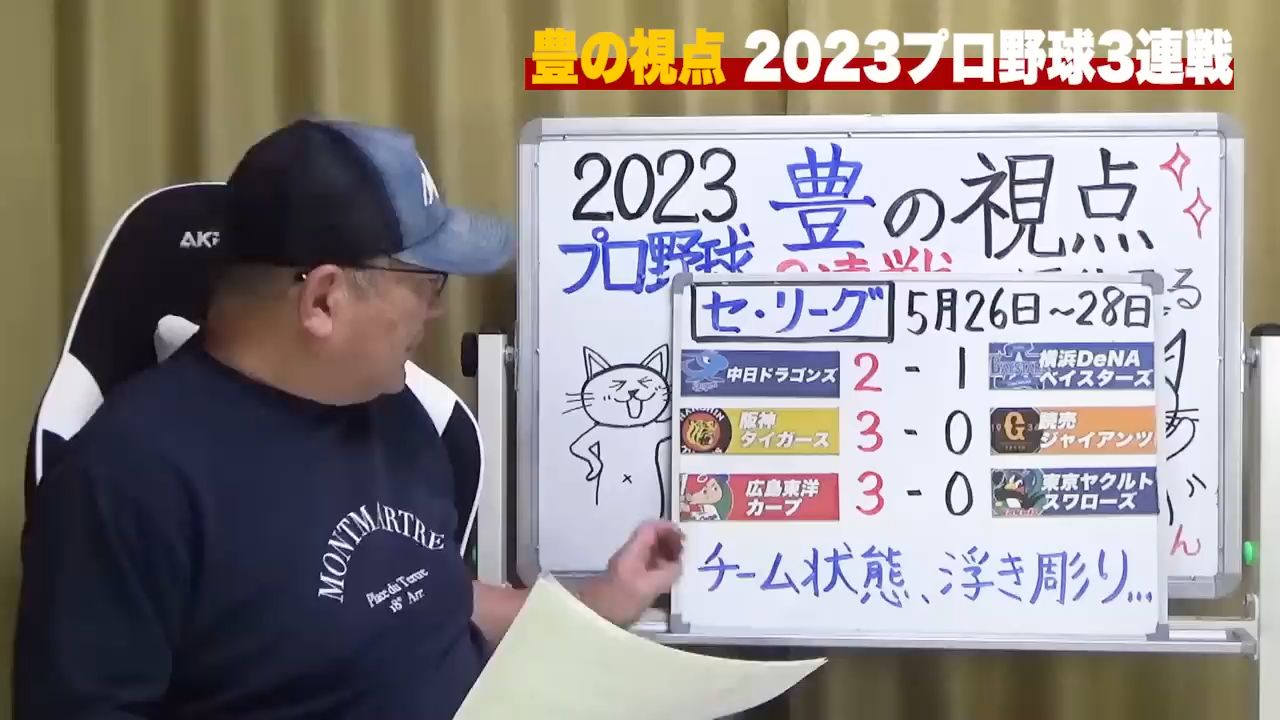 豊の視点 2023プロ野球3連戦
2023 豊の視点
プロ野球
セ・リーグ 5月26日~28日
中日ドラゴンズ 2 - 1 横浜DeNA ベイスターズ
阪神 タイガース 3 - 0 読売 ジャイアンツ
広島東洋 カープ 3 - 0 東京ヤクルト スワローズ
チーム状態、浮き彫り...
MONTMARTRE
Place du Tertre
18e Arr